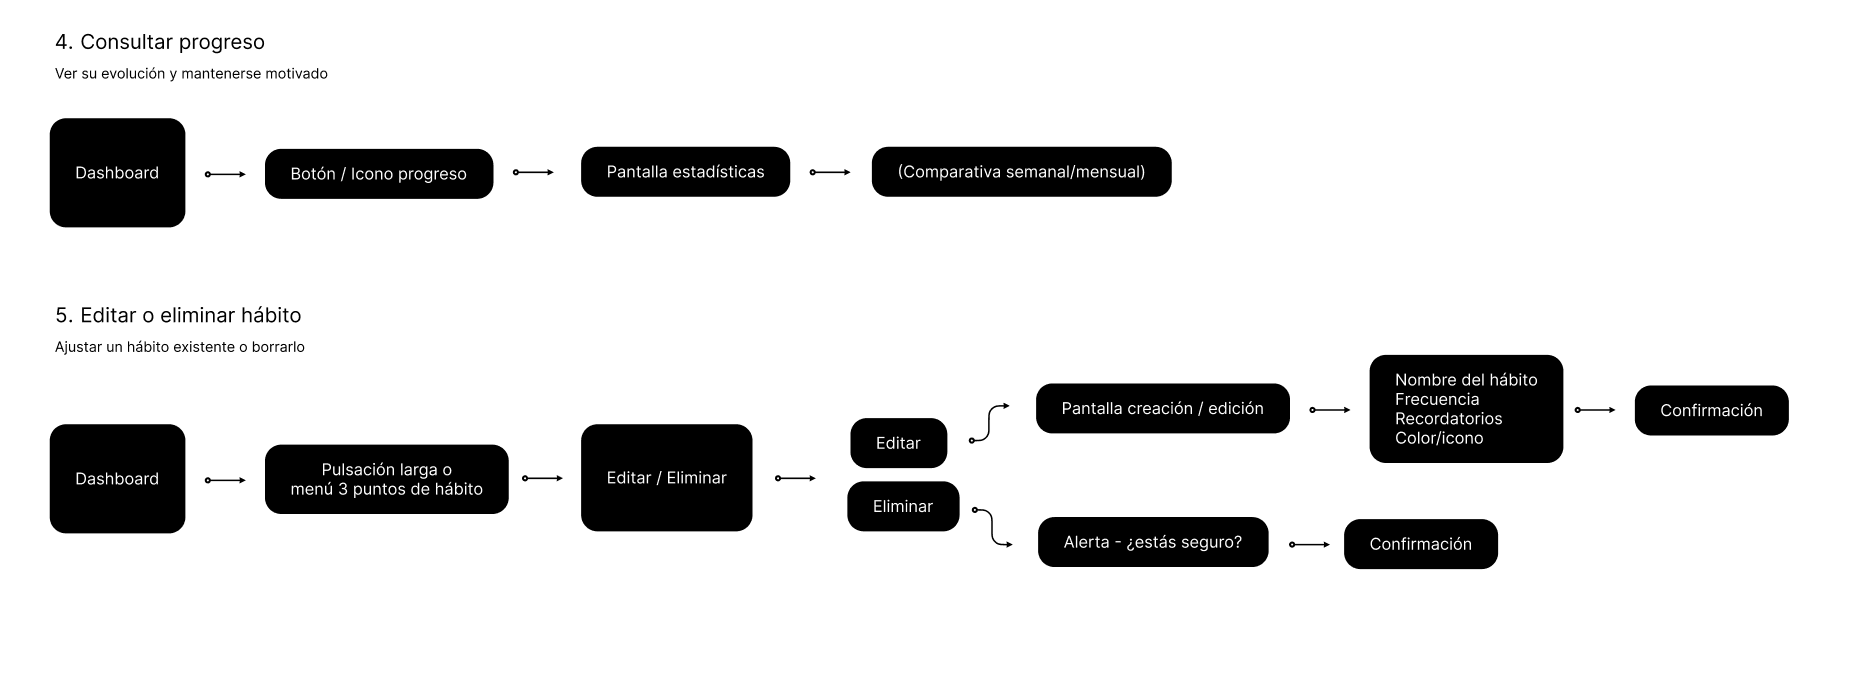 4. Consultar progreso
Ver su evolución y mantenerse motivado
Dashboard
Botón / Icono progreso
Pantalla estadísticas
(Comparativa semanal/mensual)
5. Editar o eliminar hábito
Ajustar un hábito existente o borrarlo
Dashboard
Pulsación larga o
menú 3 puntos de hábito
Editar / Eliminar
Editar
Pantalla creación / edición
Nombre del hábito
Frecuencia
Recordatorios
Color/icono
Confirmación
Eliminar
Alerta - ¿estás seguro?
Confirmación